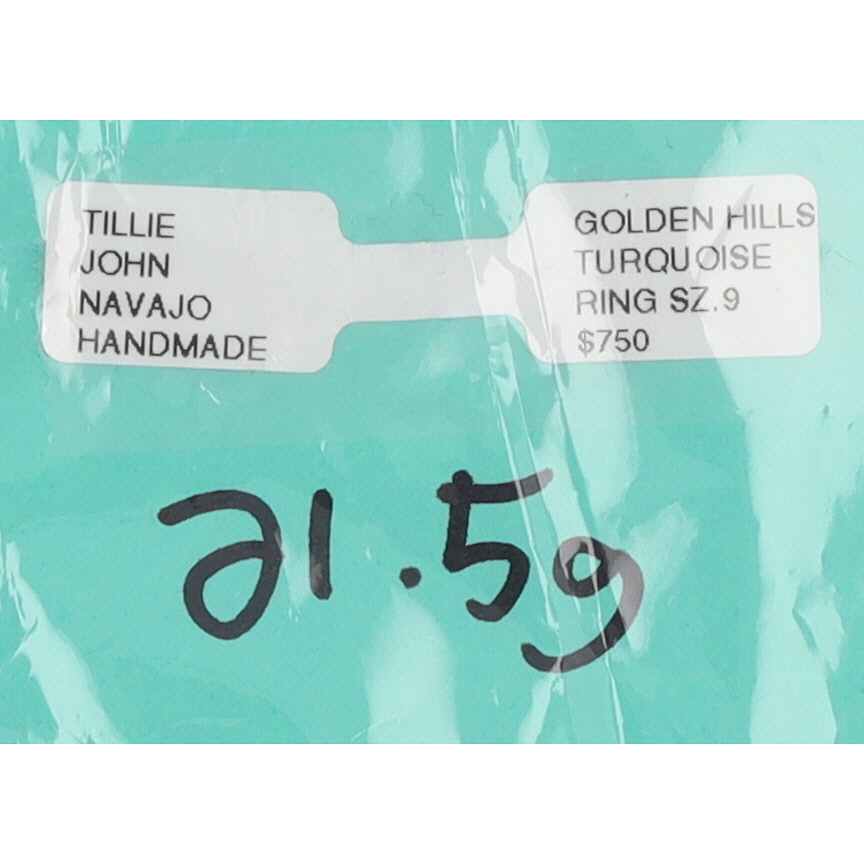 TILLIE
JOHN
NAVAJO
HANDMADE
GOLDEN HILLS
TURQUOISE
RING SZ.9
$750
21.5g